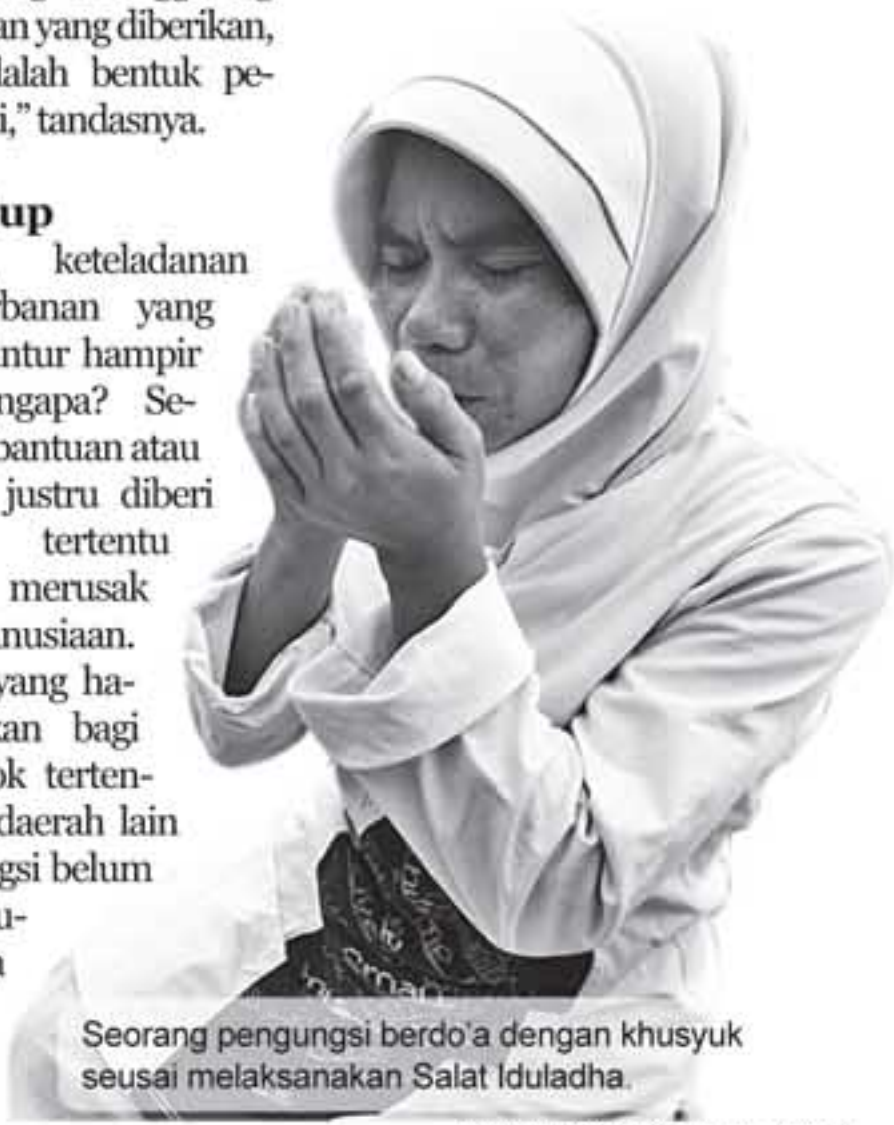 an yang diberikan,
alah bentuk pe-
i,” tandasnya.
up
keteladanan
rbanan yang
ntur hampir
ngapa? Se-
bantuan atau
justru diberi
tertentu
merusak
nusiaan.
yang ha-
kan bagi
ok terten-
daerah lain
gsi belum
u-
a
Seorang pengungsi berdo’a dengan khusyuk
seusai melaksanakan Salat Iduladha.